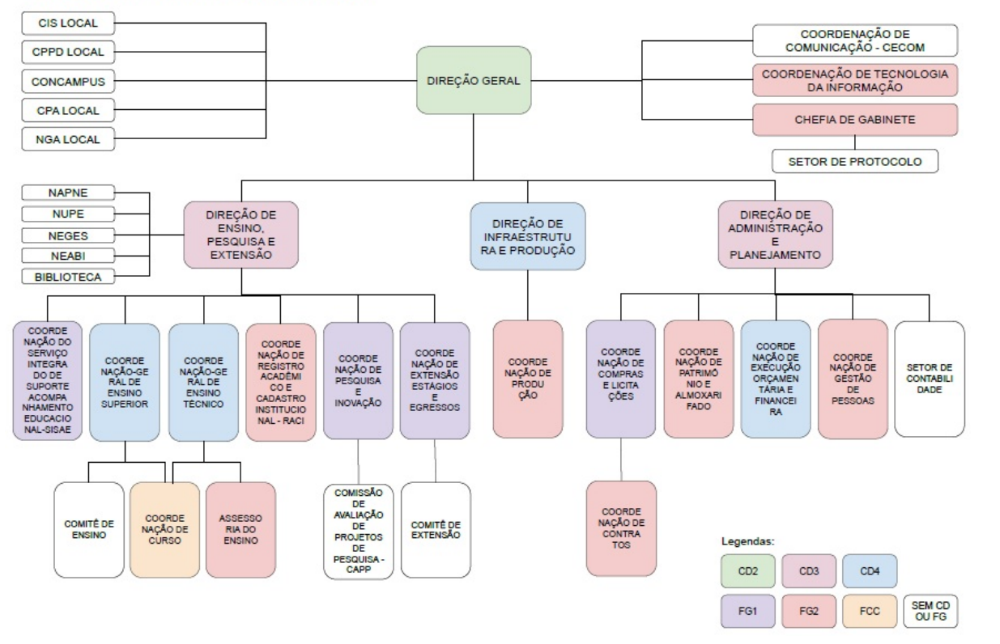 CIS LOCAL
CPPD LOCAL
CONCAMPUS
CPA LOCAL
NGA LOCAL
DIREÇÃO GERAL
COORDENAÇÃO DE
COMUNICAÇÃO - CECOM
COORDENAÇÃO DE TECNOLOGIA
DA INFORMAÇÃO
CHEFIA DE GABINETE
SETOR DE PROTOCOLO
NAPNE
NUPE
NEGES
NEABI
BIBLIOTECA
DIREÇÃO DE
ENSINO,
PESQUISA E
EXTENSÃO
DIREÇÃO DE
INFRAESTRUTU
RA E PRODUÇÃO
DIREÇÃO DE
ADMINISTRAÇÃO
E
PLANEJAMENTO
COORDE
NAÇÃO DO
SERVIÇO
INTEGRA
DO DE
SUPORTE
ACOMPA
NHAMENTO
EDUCACIO
NAL-SISAE
COORDE
NAÇÃO-GE
RAL DE
ENSINO
SUPERIOR
COORDE
NAÇÃO-GE
RAL DE
ENSINO
TÉCNICO
COORDE
NAÇÃO DE
REGISTRO
ACADÊMI
CO E
CADASTRO
INSTITUCIO
NAL - RACI
COORDE
NAÇÃO DE
PESQUISA
E
INOVAÇÃO
COORDE
NAÇÃO DE
EXTENSÃO
ESTÁGIOS
E
EGRESSOS
COORDE
NAÇÃO DE
PRODU
ÇÃO
COORDE
NAÇÃO DE
COMPRAS
E LICITA
ÇÕES
COORDE
NAÇÃO DE
PATRIMÔ
NIO E
ALMOXARI
FADO
COORDE
NAÇÃO DE
EXECUÇÃO
ORÇAMEN
TÁRIA E
FINANCEI
RA
COORDE
NAÇÃO DE
GESTÃO
DE
PESSOAS
SETOR DE
CONTABILI
DADE
COMITÊ DE
ENSINO
COORDE
NAÇÃO DE
CURSO
ASSESSO
RIA DO
ENSINO
COMISSÃO
DE
AVALIAÇÃO
DE
PROJETOS
DE
PESQUISA -
CAPP
COMITÊ DE
EXTENSÃO
COORDE
NAÇÃO DE
CONTRA
TOS
Legendas:
CD2
CD3
CD4
FG1
FG2
FCC
SEM CD
OU FG